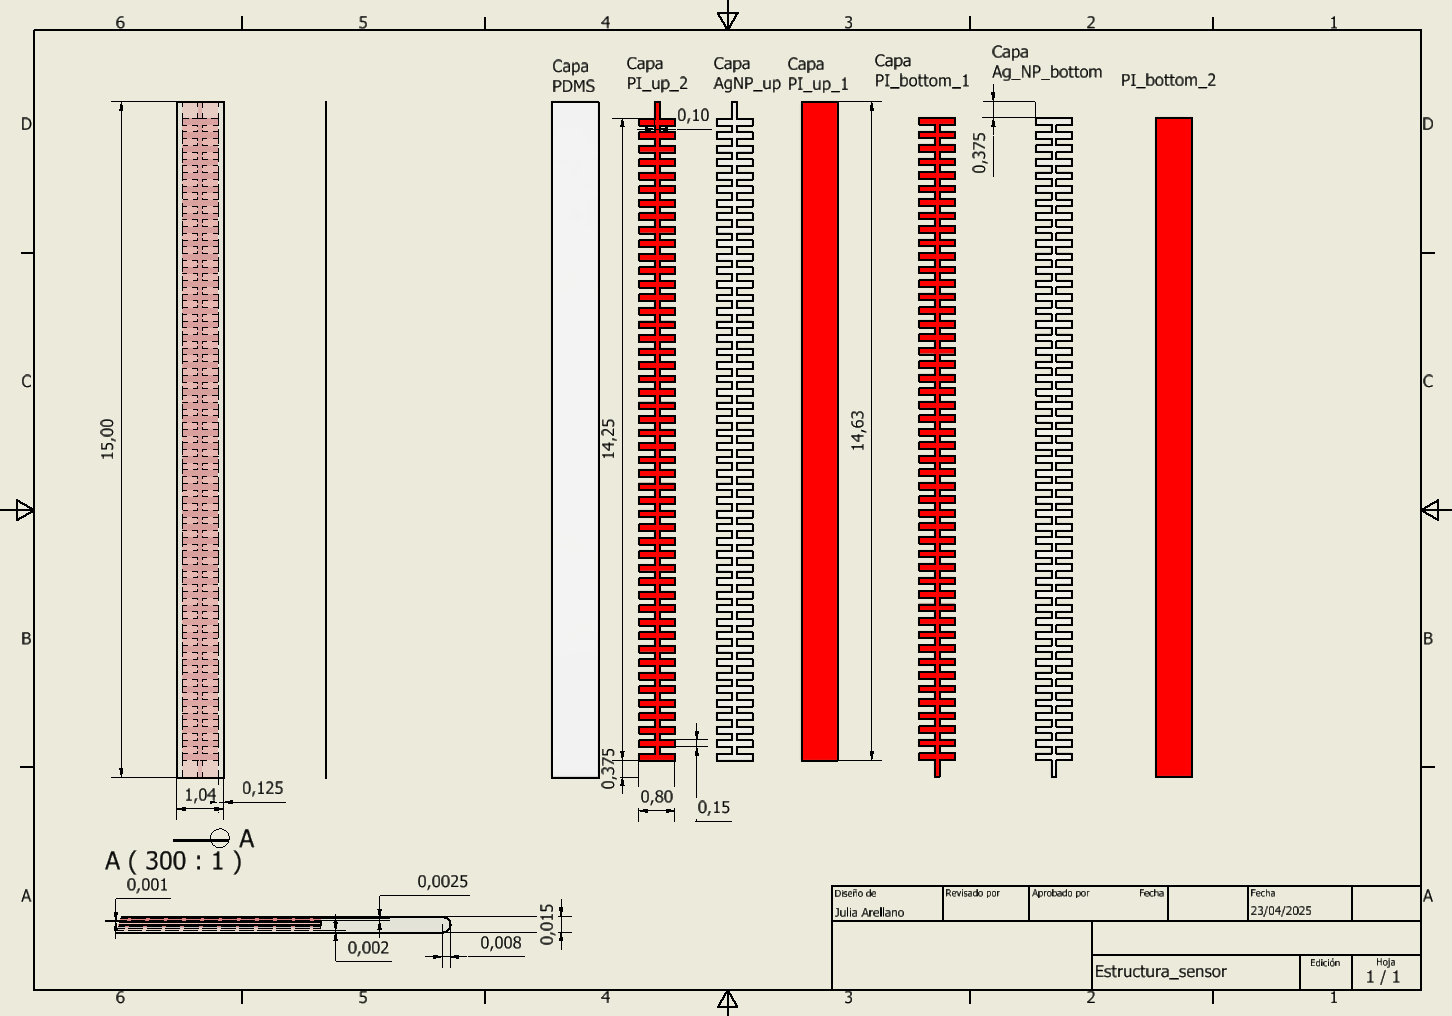 6 5 4 3 2 1
Capa
PDMS
Capa
PI_up_2
Capa
AgNP_up
Capa
PI_up_1
Capa
PI_bottom_1
Capa
Ag_NP_bottom
PI_bottom_2
D
D
0,10
0,375
C
C
15,00
14,25
14,63
B
B
0,375
1,04
0,125
0,80
0,15
A
A ( 300 : 1 )
A
A
0,001
0,0025
0,015
0,002
0,008
Diseño de
Julia Arellano
Revisado por
Aprobado por
Fecha
Fecha
23/04/2025
Estructura_sensor
Edición
Hoja
1 / 1
6 5 4 3 2 1